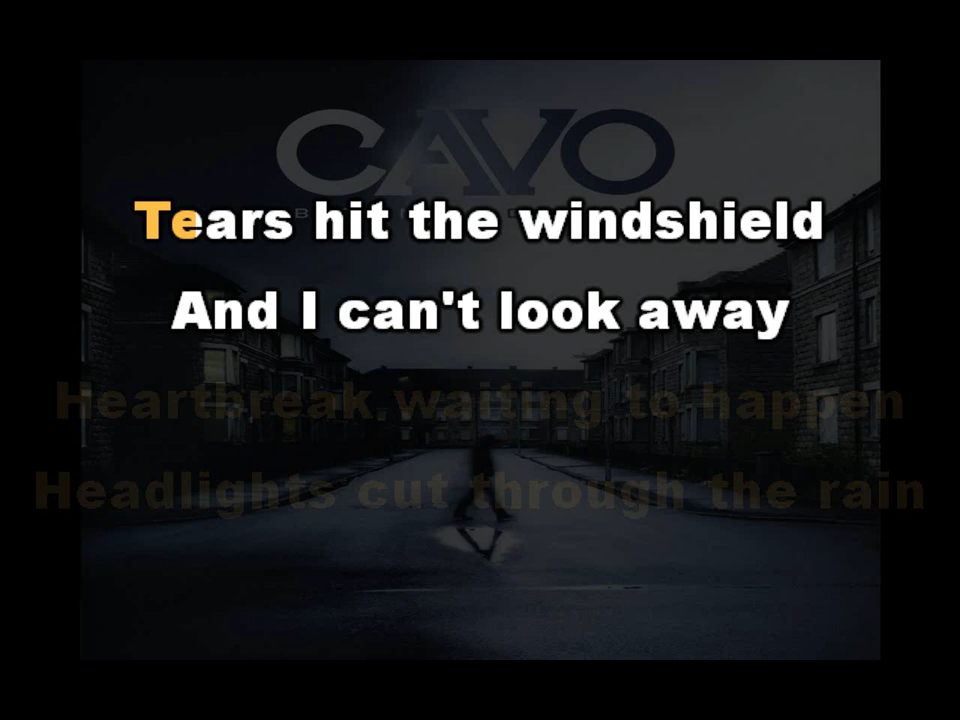 CAVO
Tears hit the windshield
And I can't look away
Heartbreak waiting to happen
Headlights cut through the rain